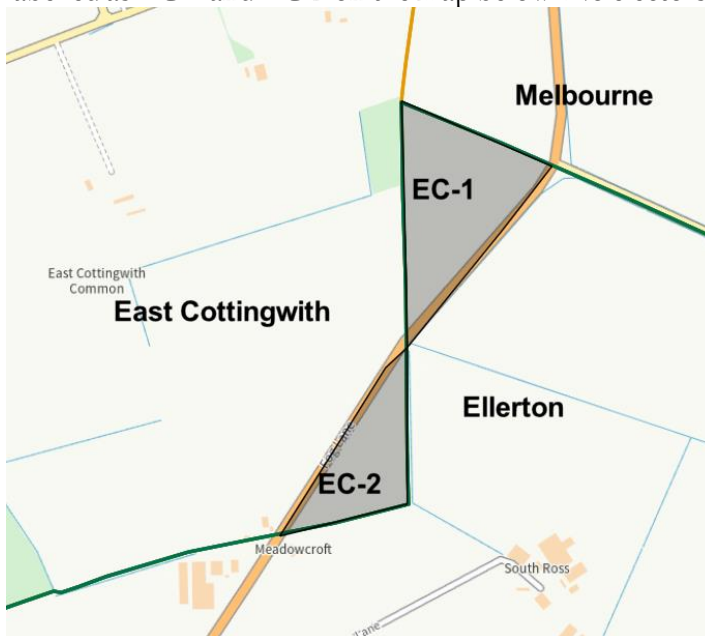 Melbourne
EC-1
East Cottingwith
Common
East Cottingwith
Ellerton
EC-2
Meadowcroft
South Ross